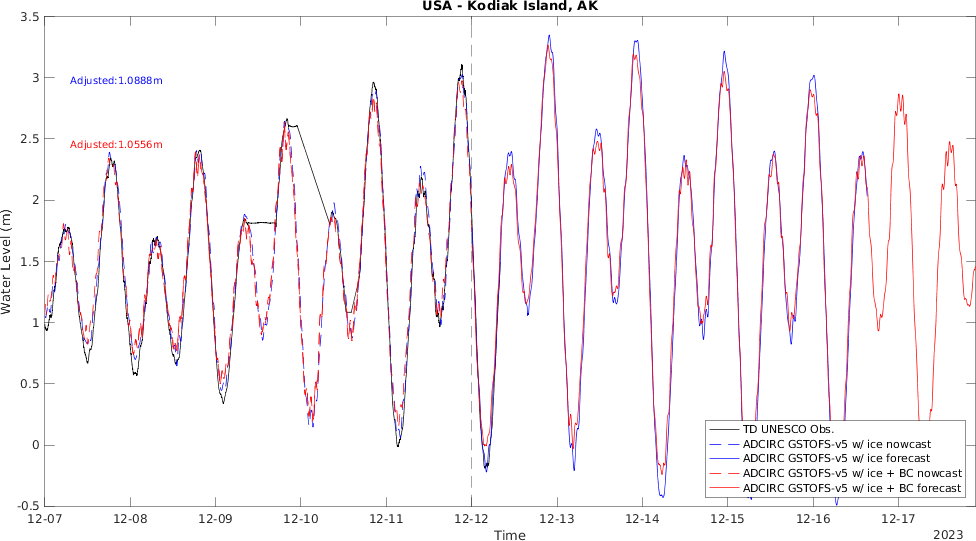 USA - Kodiak Island, AK
3.5
3
2.5
2
1.5
1
0.5
0
-0.5
Water Level (m)
Adjusted:1.0888m
Adjusted:1.0556m
TD UNESCO Obs.
ADCIRC GSTOFS-v5 w/ ice nowcast
ADCIRC GSTOFS-v5 w/ ice forecast
ADCIRC GSTOFS-v5 w/ ice + BC nowcast
ADCIRC GSTOFS-v5 w/ ice + BC forecast
12-07 12-08 12-09 12-10 12-11 12-12 12-13 12-14 12-15 12-16 12-17
Time
2023